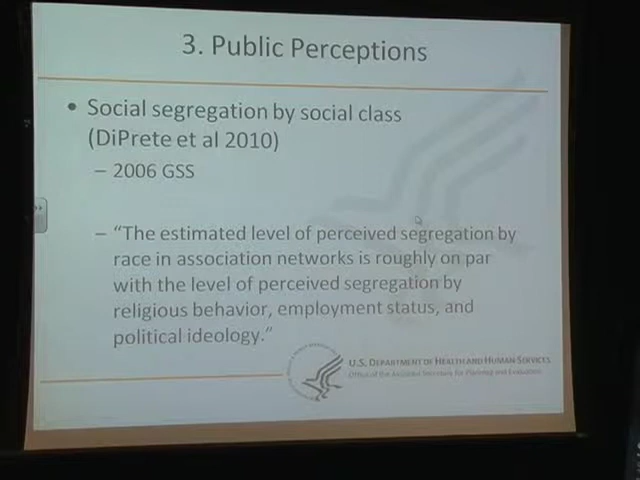 3. Public Perceptions
• Social segregation by social class
(DiPrete et al 2010)
– 2006 GSS
– “The estimated level of perceived segregation by
race in association networks is roughly on par
with the level of perceived segregation by
religious behavior, employment status, and
political ideology.”
U.S. Department of Health and Human Services
Office of the Assistant Secretary for Planning and Evaluation